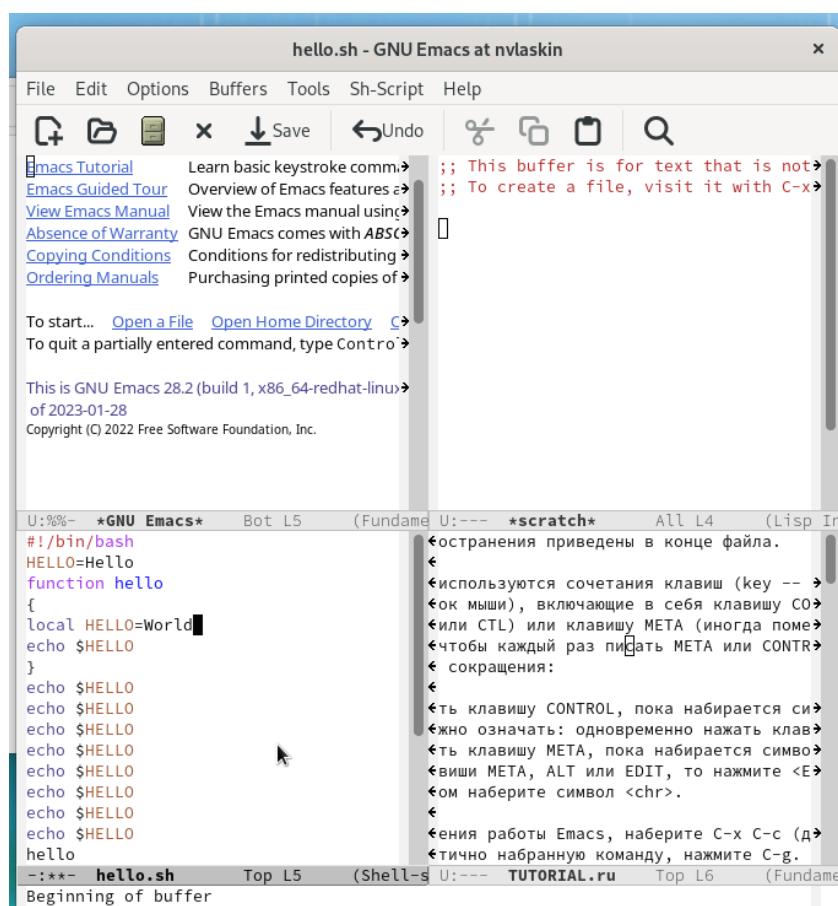 hello.sh - GNU Emacs at nvlaskin
File Edit Options Buffers Tools Sh-Script Help
Save Undo
Emacs Tutorial Learn basic keystroke comm
Emacs Guided Tour Overview of Emacs features
View Emacs Manual View the Emacs manual using
Absence of Warranty GNU Emacs comes with ABSO
Copying Conditions Conditions for redistributing
Ordering Manuals Purchasing printed copies of
To start... Open a File Open Home Directory
To quit a partially entered command, type Contro
This is GNU Emacs 28.2 (build 1, x86_64-redhat-linu
of 2023-01-28
Copyright (C) 2022 Free Software Foundation, Inc.
U:%%- *GNU Emacs* Bot L5 (Fundame
;; This buffer is for text that is not
;; To create a file, visit it with C-x
U:--- *scratch* All L4 (Lisp In
#!/bin/bash
HELLO=Hello
function hello
{
local HELLO=World
echo $HELLO
}
echo $HELLO
echo $HELLO
echo $HELLO
echo $HELLO
echo $HELLO
echo $HELLO
echo $HELLO
echo $HELLO
hello
-:**- hello.sh Top L5 (Shell-s
остранения приведены в конце файла.
используются сочетания клавиш (key --
ок мыши), включающие в себя клавишу CO
или CTL) или клавишу META (иногда поме
чтобы каждый раз писать META или CONTR
сокращения:
ть клавишу CONTROL, пока набирается си
жно означать: одновременно нажать клав
ть клавишу META, пока набирается симво
виши META, ALT или EDIT, то нажмите <E
ом наберите символ <chr>.
ения работы Emacs, наберите C-x C-c (д
тично набранную команду, нажмите C-g.
U:--- TUTORIAL.ru Top L6 (Fundame
Beginning of buffer